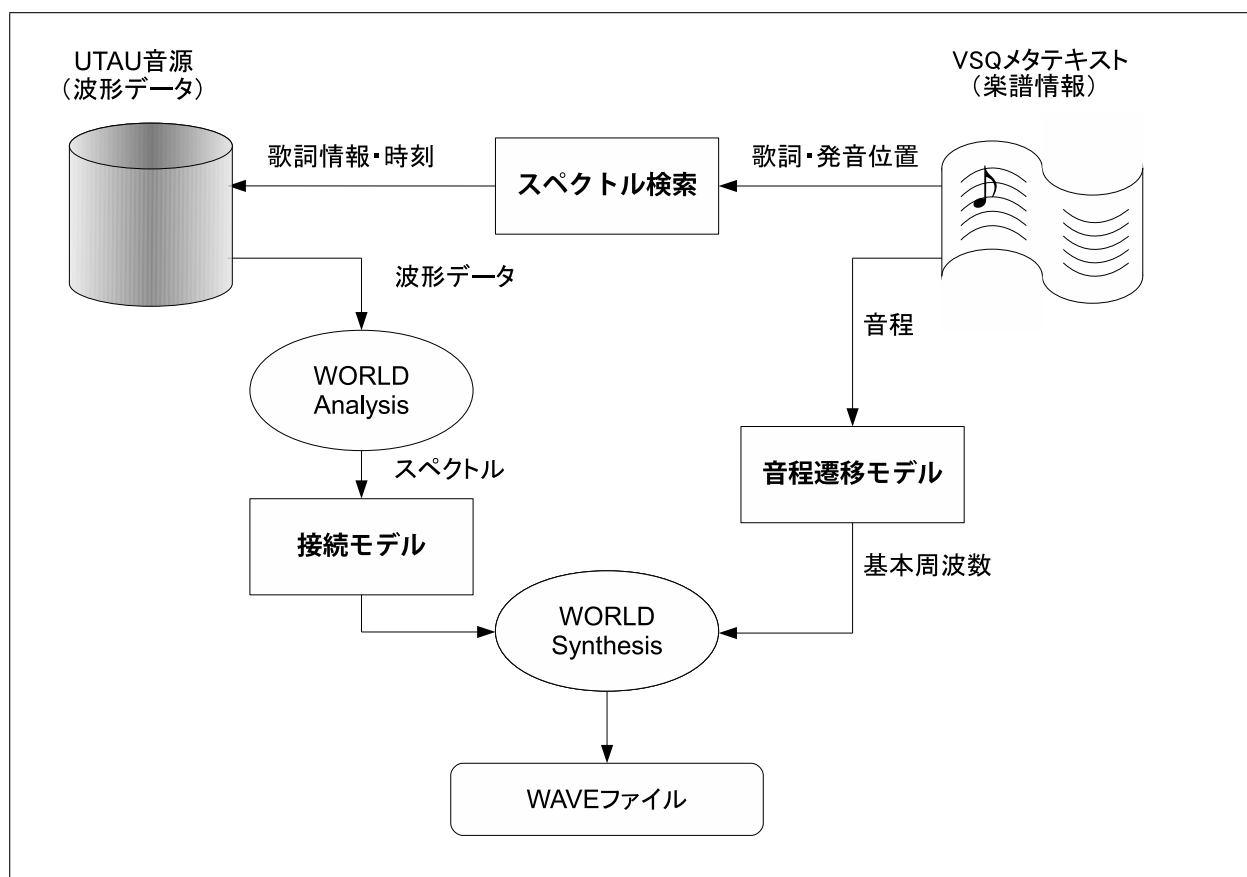 UTAU音源
(波形データ)
VSQメタテキスト
(楽譜情報)
歌詞情報・時刻
スペクトル検索
歌詞・発音位置
波形データ
音程
WORLD
Analysis
スペクトル
音程遷移モデル
接続モデル
基本周波数
WORLD
Synthesis
WAVEファイル